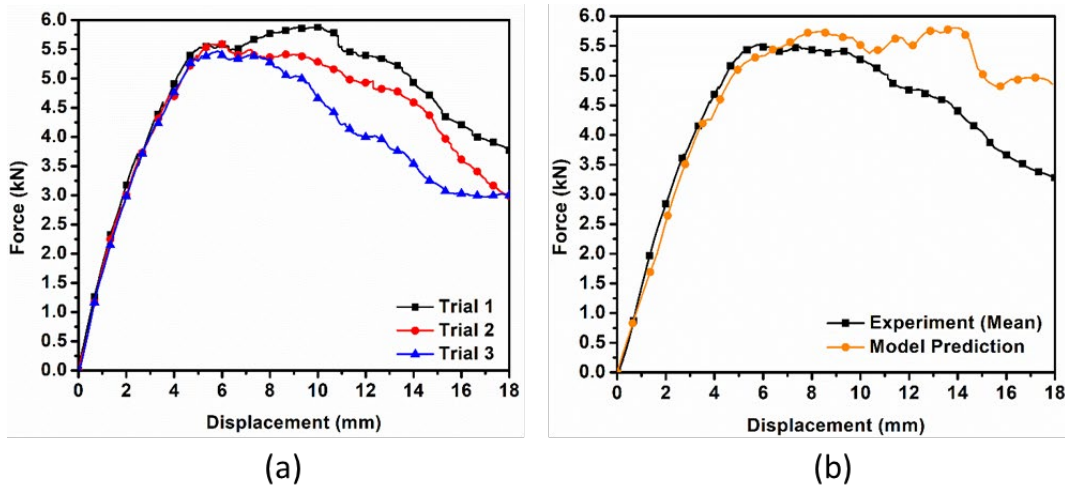 6.0
5.5
5.0
4.5
4.0
3.5
3.0
2.5
2.0
1.5
1.0
0.5
0.0
Force (kN)
Trial 1
Trial 2
Trial 3
0 2 4 6 8 10 12 14 16 18
Displacement (mm)
(a)
6.0
5.5
5.0
4.5
4.0
3.5
3.0
2.5
2.0
1.5
1.0
0.5
0.0
Force (kN)
Experiment (Mean)
Model Prediction
0 2 4 6 8 10 12 14 16 18
Displacement (mm)
(b)